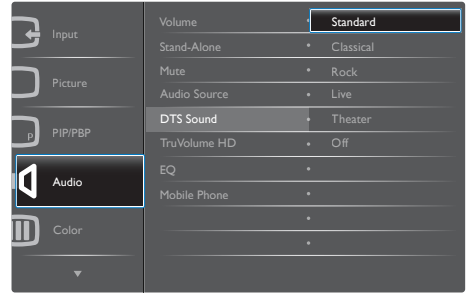 Input
Picture
P
PIP/PBP
Audio
Color
Volume
Stand-Alone
Mute
Audio Source
DTS Sound
TruVolume HD
EQ
Mobile Phone
Standard
Classical
Rock
Live
Theater
Off